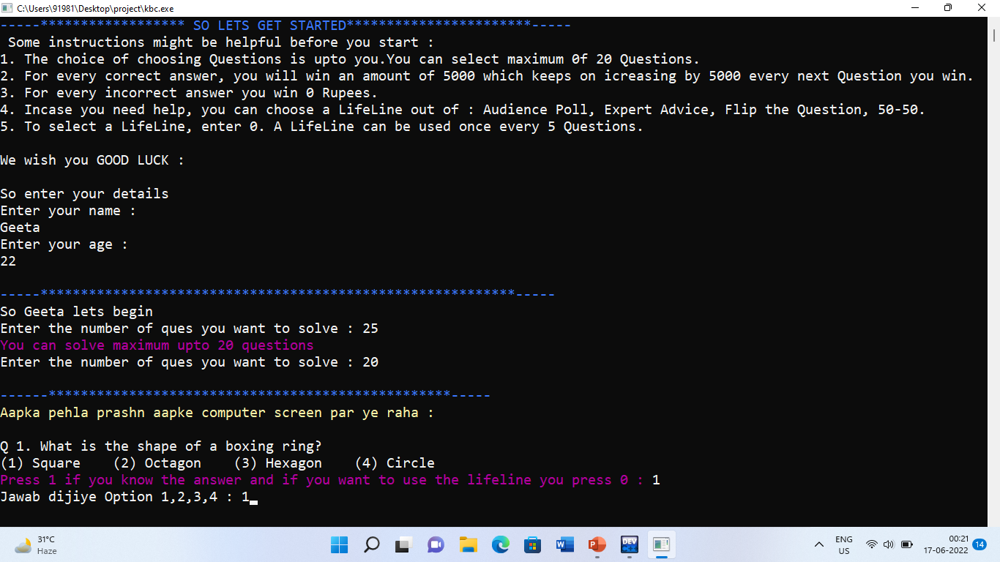 C:\Users\91981\Desktop\project\kbc.exe
-----****************** SO LETS GET STARTED***********************-----
Some instructions might be helpful before you start :
1. The choice of choosing Questions is upto you.You can select maximum 0f 20 Questions.
2. For every correct answer, you will win an amount of 5000 which keeps on icreasing by 5000 every next Question you win.
3. For every incorrect answer you win 0 Rupees.
4. Incase you need help, you can choose a LifeLine out of : Audience Poll, Expert Advice, Flip the Question, 50-50.
5. To select a LifeLine, enter 0. A LifeLine can be used once every 5 Questions.
We wish you GOOD LUCK :
So enter your details
Enter your name :
Geeta
Enter your age :
22
-----***********************************************************-----
So Geeta lets begin
Enter the number of ques you want to solve : 25
You can solve maximum upto 20 questions
Enter the number of ques you want to solve : 20
------**************************************************-----
Aapka pehla prashn aapke computer screen par ye raha :
Q 1. What is the shape of a boxing ring?
(1) Square    (2) Octagon    (3) Hexagon    (4) Circle
Press 1 if you know the answer and if you want to use the lifeline you press 0 : 1
Jawab dijiye Option 1,2,3,4 : 1
31°C
Haze
DEV
ENG
US
00:21
17-06-2022
14